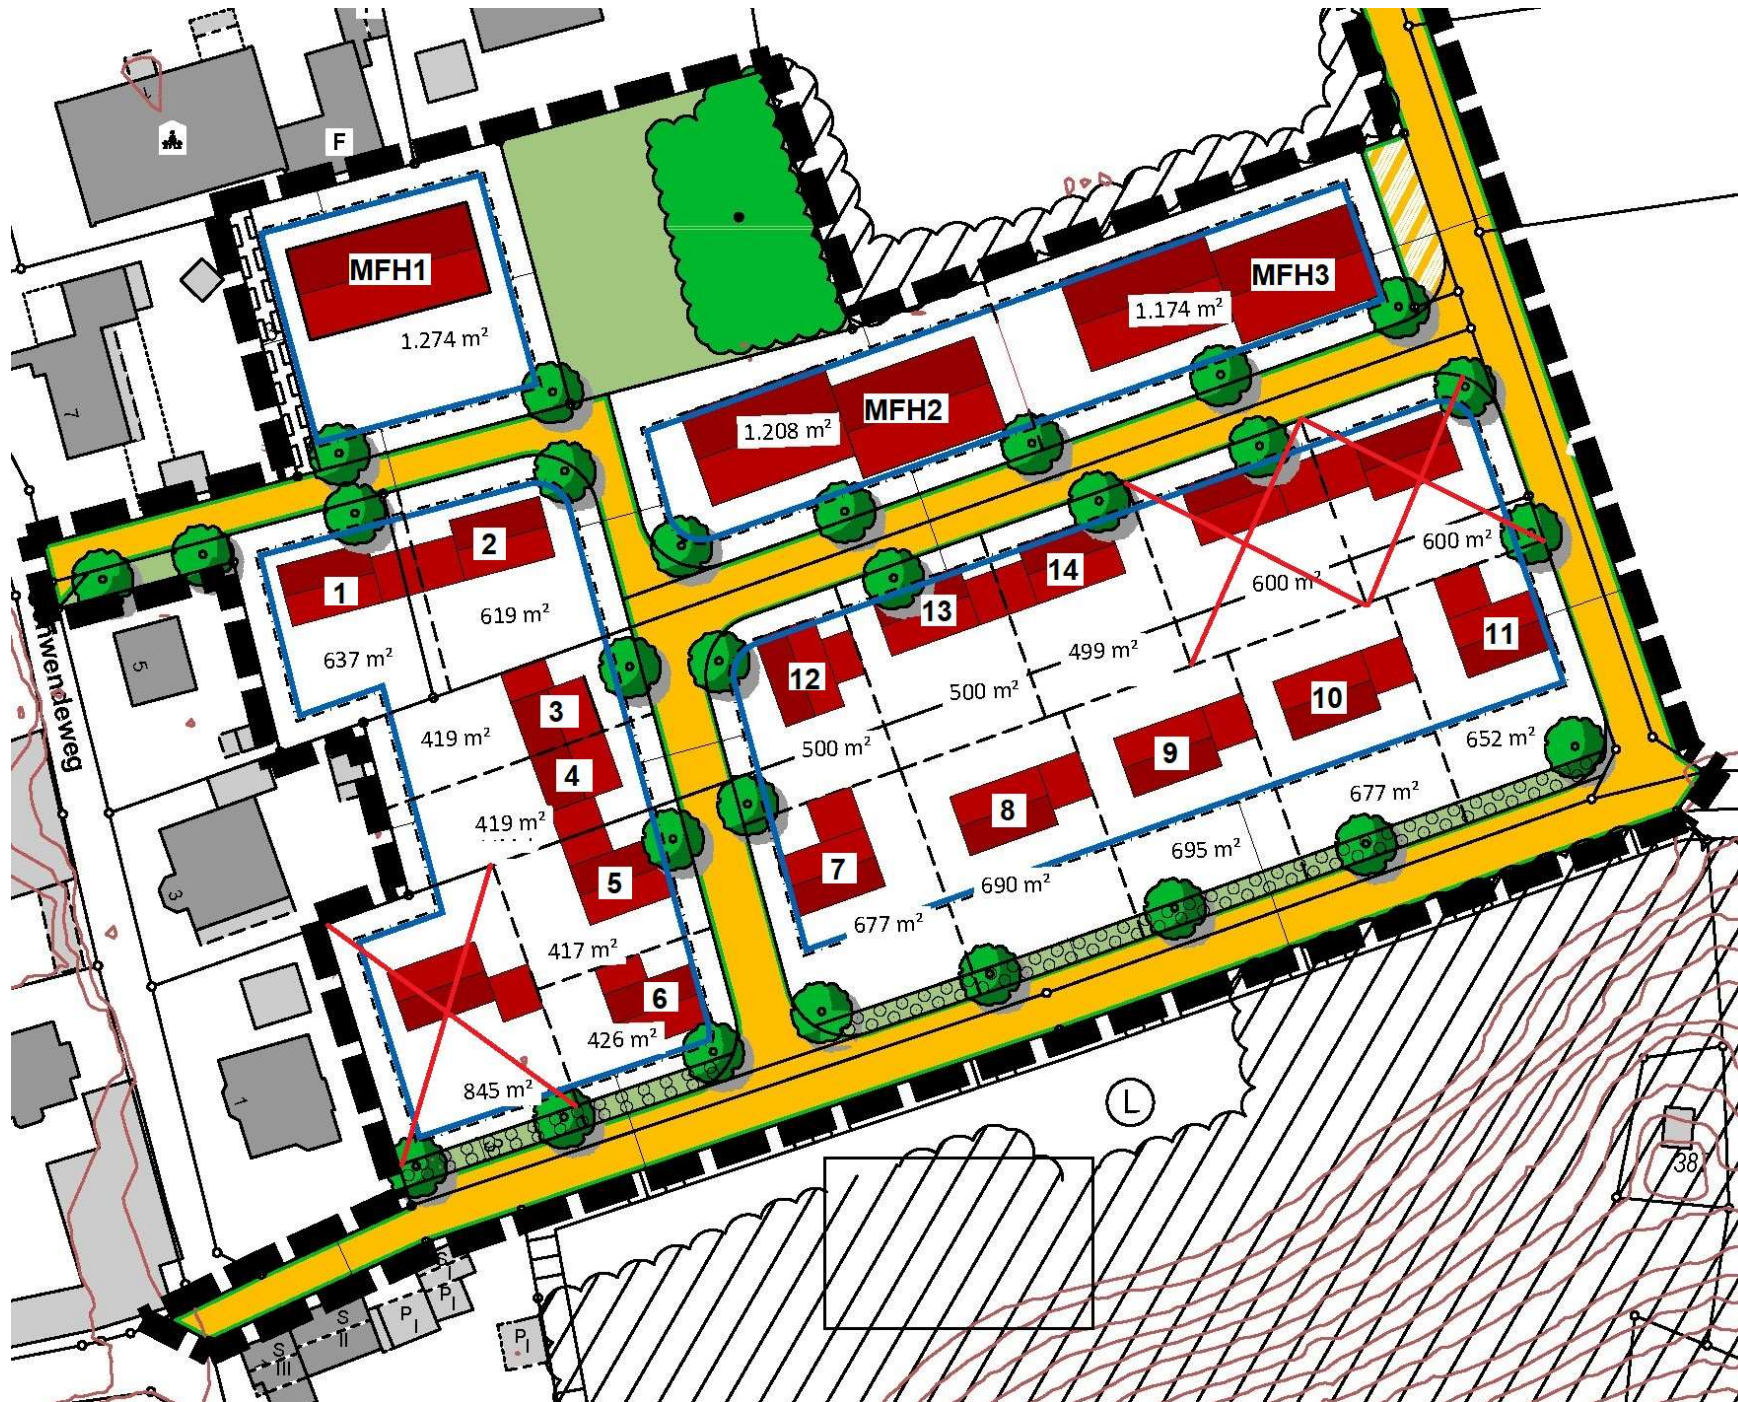 F
MFH1
1.274 m²
MFH3
1.174 m²
MFH2
1.208 m²
7
2
1
619 m²
637 m²
5
nwendeweg
14
13
12
600 m²
600 m²
11
499 m²
500 m²
500 m²
10
9
8
7
652 m²
677 m²
695 m²
690 m²
677 m²
3
419 m²
4
419 m²
5
417 m²
6
426 m²
845 m²
3
1
L
38
S
I
P
I
P
I
S
II
S
III
P
I